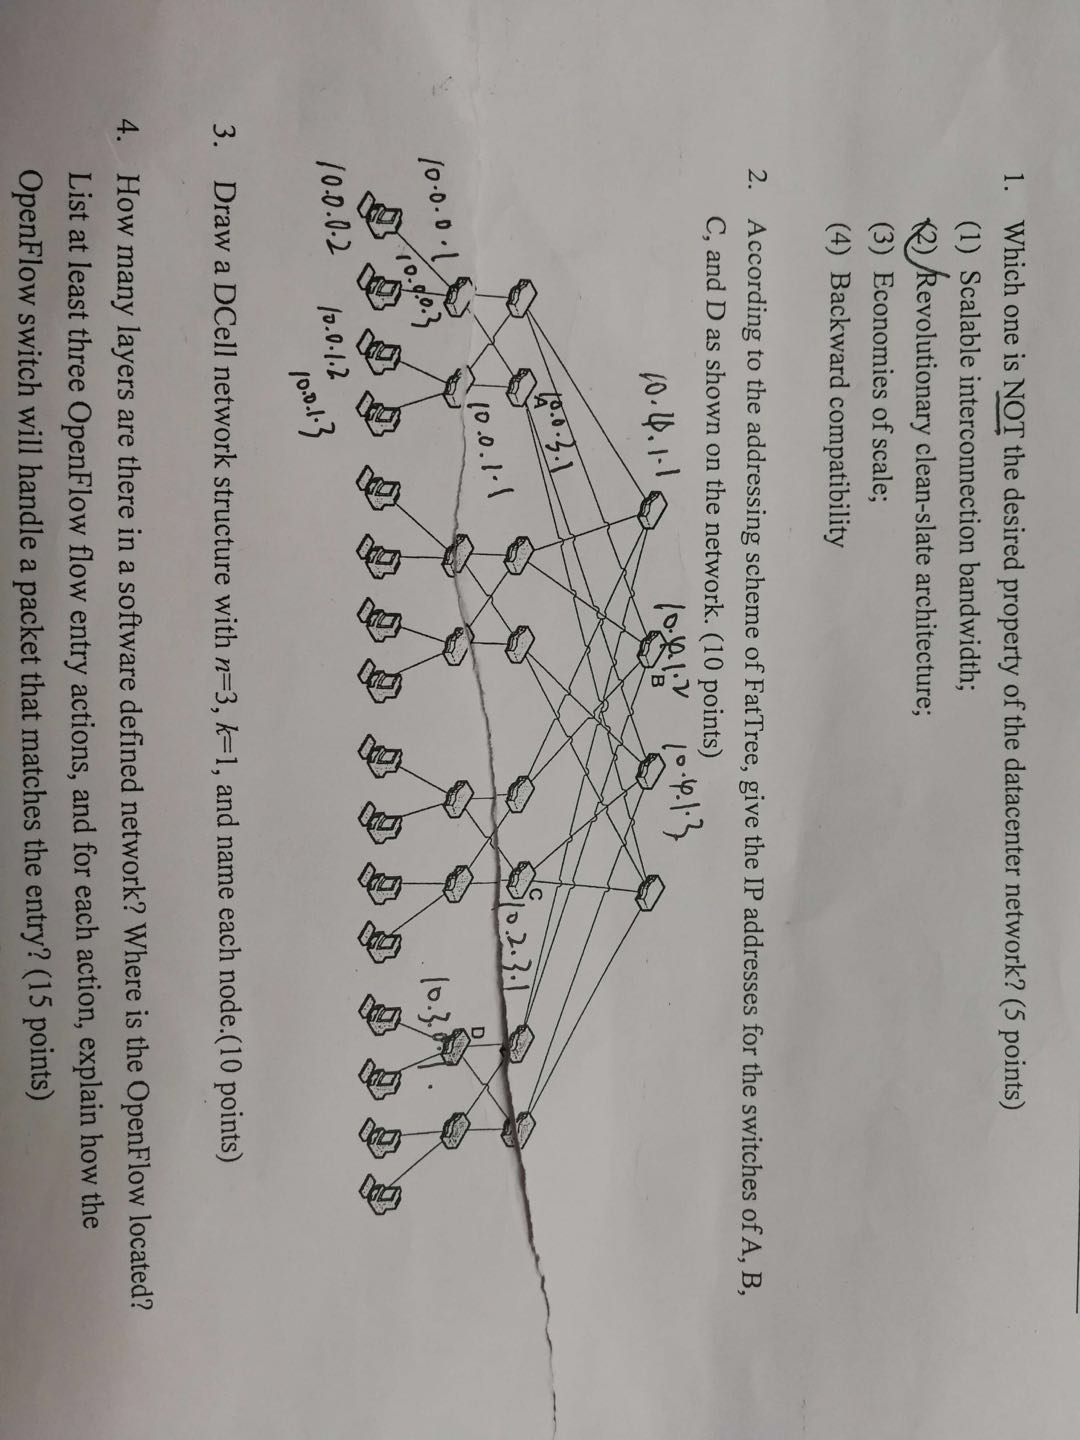 1. Which one is NOT the desired property of the datacenter network? (5 points)
(1) Scalable interconnection bandwidth;
(2) Revolutionary clean-slate architecture;
(3) Economies of scale;
(4) Backward compatibility
2. According to the addressing scheme of FatTree, give the IP addresses for the switches of A, B,
C, and D as shown on the network. (10 points)
10.4.1.1
10.4.1.2
10.4.1.3
B
10.0.3.1
A
C
10.2.3.1
10.0.1.1
D
10.0.0.1
10.3.0.1.
10.0.0.3
10.0.0.2
10.0.1.2
10.0.1.3
3. Draw a DCell network structure with n=3, k=1, and name each node.(10 points)
4. How many layers are there in a software defined network? Where is the OpenFlow located?
List at least three OpenFlow flow entry actions, and for each action, explain how the
OpenFlow switch will handle a packet that matches the entry? (15 points)